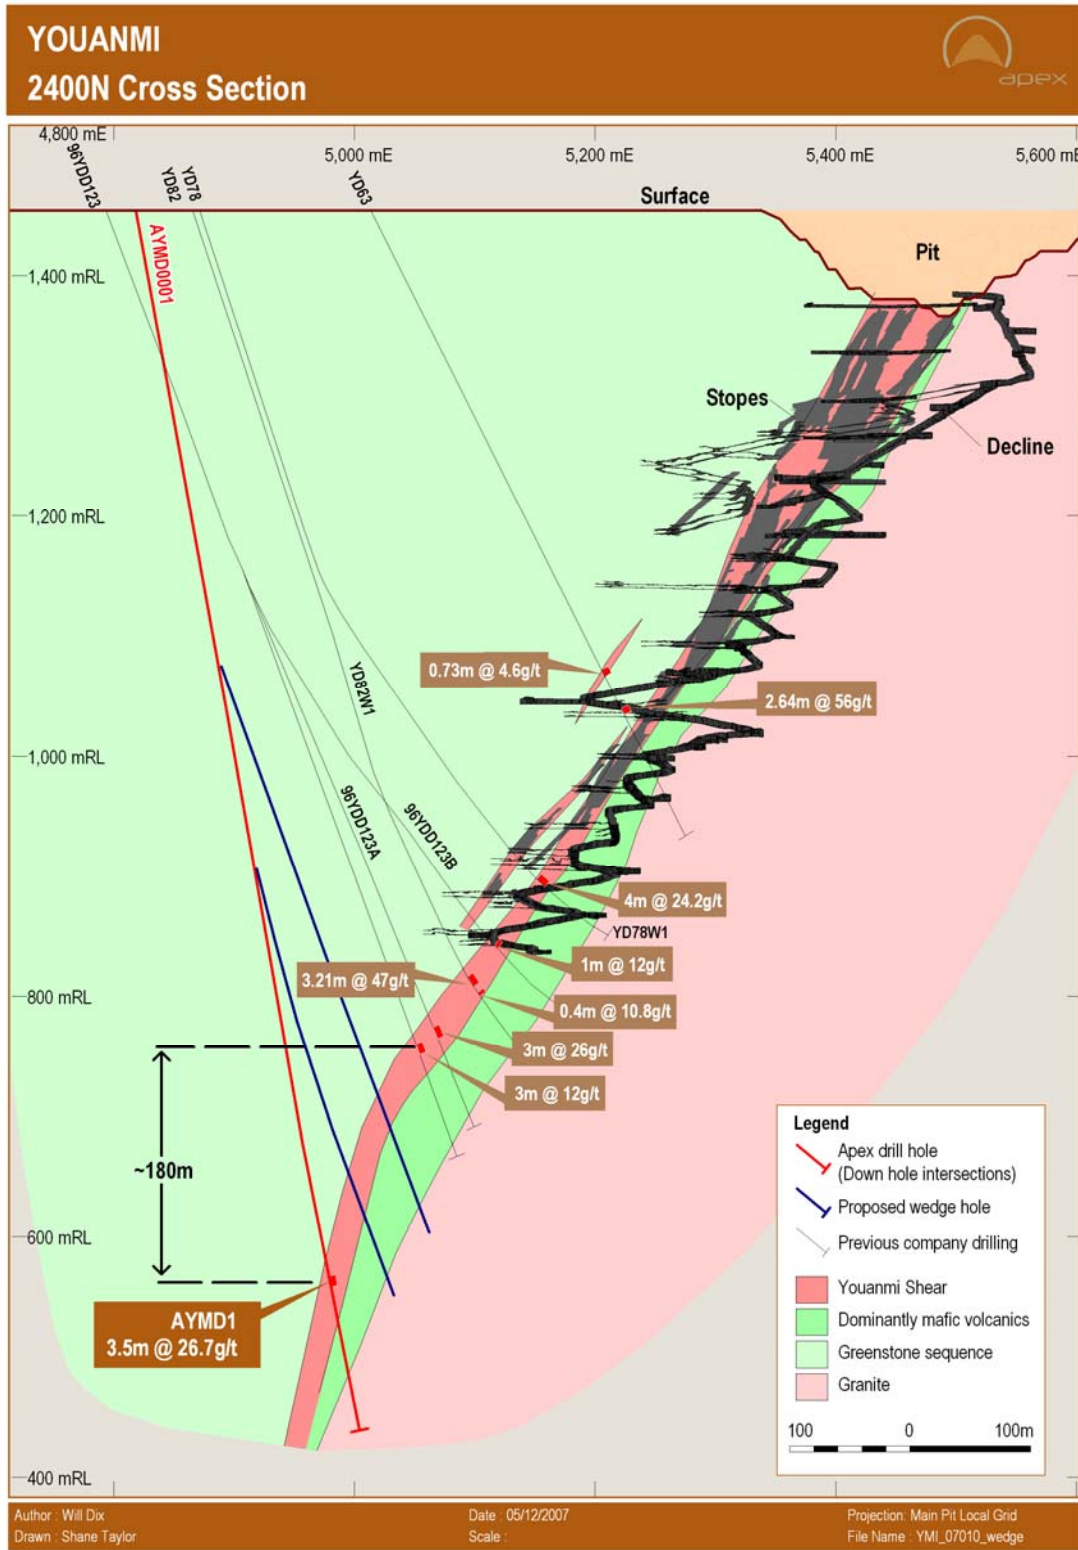 YOUANMI
2400N Cross Section
apex
4,800 mE
5,000 mE
5,200 mE
5,400 mE
5,600 mE
96YDD123
YD82
YD78
YD63
Surface
AYMD0001
Pit
1,400 mRL
Stopes
Decline
1,200 mRL
0.73m @ 4.6g/t
YD82W1
2.64m @ 56g/t
1,000 mRL
96YDD123A
96YDD123B
4m @ 24.2g/t
YD78W1
1m @ 12g/t
3.21m @ 47g/t
800 mRL
0.4m @ 10.8g/t
3m @ 26g/t
3m @ 12g/t
~180m
600 mRL
AYMD1
3.5m @ 26.7g/t
400 mRL
Legend
Apex drill hole
(Down hole intersections)
Proposed wedge hole
Previous company drilling
Youanmi Shear
Dominantly mafic volcanics
Greenstone sequence
Granite
100 0 100m
Author : Will Dix
Drawn : Shane Taylor
Date : 05/12/2007
Scale :
Projection: Main Pit Local Grid
File Name : YMI_07010_wedge